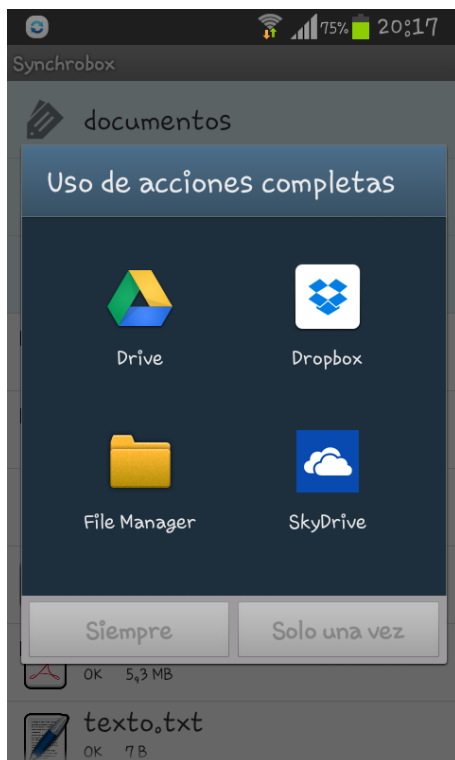 75% 20:17
Synchrobox
documentos
Uso de acciones completas
Drive
Dropbox
File Manager
SkyDrive
Siempre
Solo una vez
OK 5,3 MB
texto.txt
OK 7 B